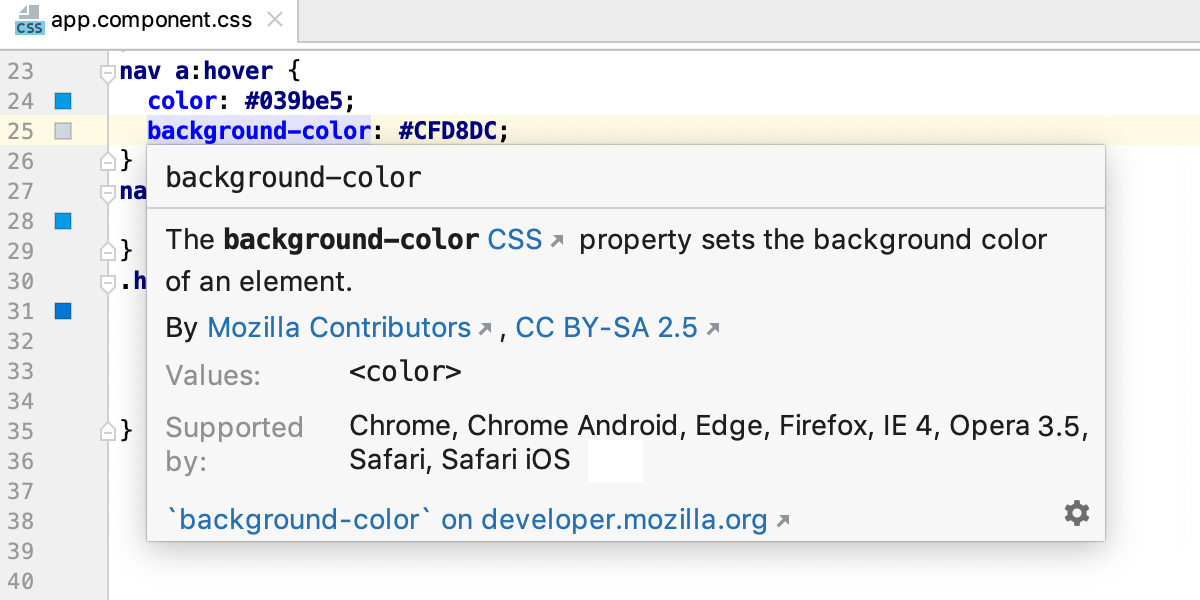 CSS app.component.css
23 nav a:hover {
24 color: #039be5;
25 background-color: #CFD8DC;
26 }
background-color
27 na
28
The background-color CSS property sets the background color
29 }
30 .h
of an element.
31
By Mozilla Contributors, CC BY-SA 2.5
32
33
Values: <color>
34
35 }
Supported by: Chrome, Chrome Android, Edge, Firefox, IE 4, Opera 3.5,
Safari, Safari iOS
36
37
38
`background-color` on developer.mozilla.org
39
40